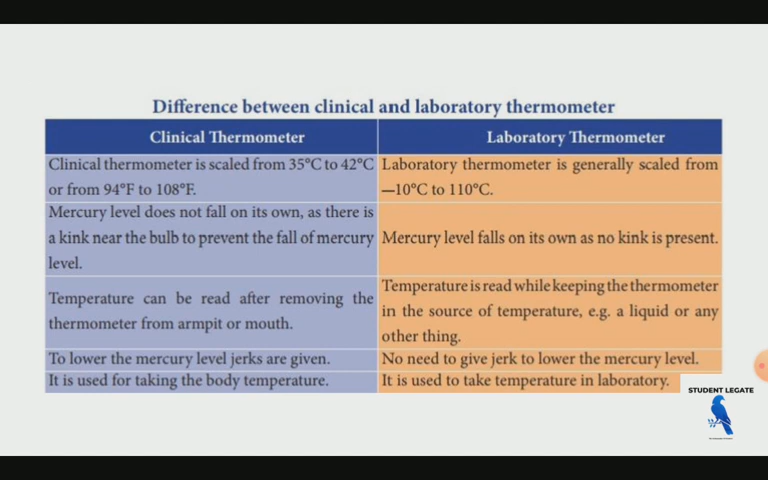 Difference between clinical and laboratory thermometer
Clinical Thermometer
Laboratory Thermometer
Clinical thermometer is scaled from 35°C to 42°C
or from 94°F to 108°F.
Laboratory thermometer is generally scaled from
—10°C to 110°C.
Mercury level does not fall on its own, as there is
a kink near the bulb to prevent the fall of mercury
level.
Mercury level falls on its own as no kink is present.
Temperature can be read after removing the
thermometer from armpit or mouth.
Temperature is read while keeping the thermometer
in the source of temperature, e.g. a liquid or any
other thing.
To lower the mercury level jerks are given.
No need to give jerk to lower the mercury level.
It is used for taking the body temperature.
It is used to take temperature in laboratory.
STUDENT LEGATE